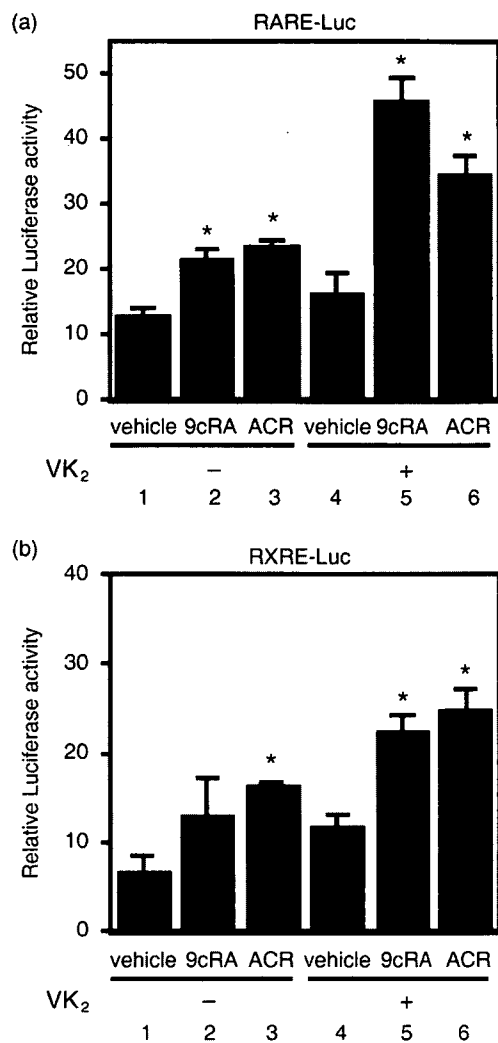 (a)
RARE-Luc
Relative Luciferase activity
50
40
30
20
10
0
*
*
*
*
vehicle 9cRA ACR vehicle 9cRA ACR
VK₂ − +
1 2 3 4 5 6
(b)
RXRE-Luc
Relative Luciferase activity
40
30
20
10
0
*
*
*
vehicle 9cRA ACR vehicle 9cRA ACR
VK₂ − +
1 2 3 4 5 6